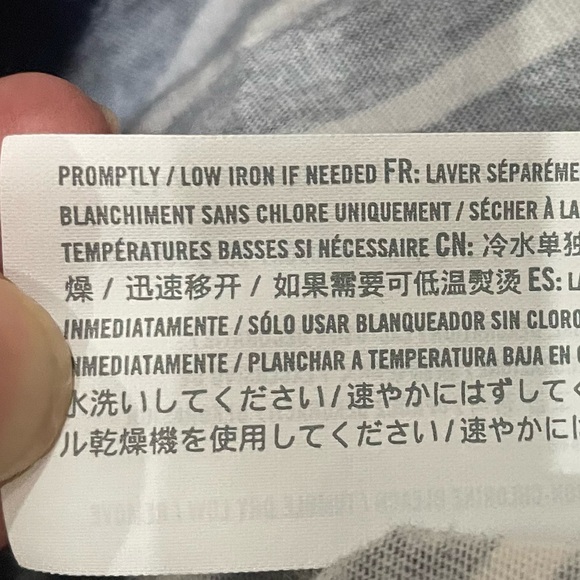 PROMPTLY / LOW IRON IF NEEDED FR: LAVER SÉPARÉME
BLANCHIMENT SANS CHLORE UNIQUEMENT / SÉCHER À LA
TEMPÉRATURES BASSES SI NÉCESSAIRE CN: 冷水单独
燥 / 迅速移开 / 如果需要可低温熨烫 ES:
INMEDIATAMENTE / SÓLO USAR BLANQUEADOR SIN CLORO
INMEDIATAMENTE / PLANCHAR A TEMPERATURA BAJA EN
水洗いしてください/速やかにはずして
ル乾燥機を使用してください/速やかに